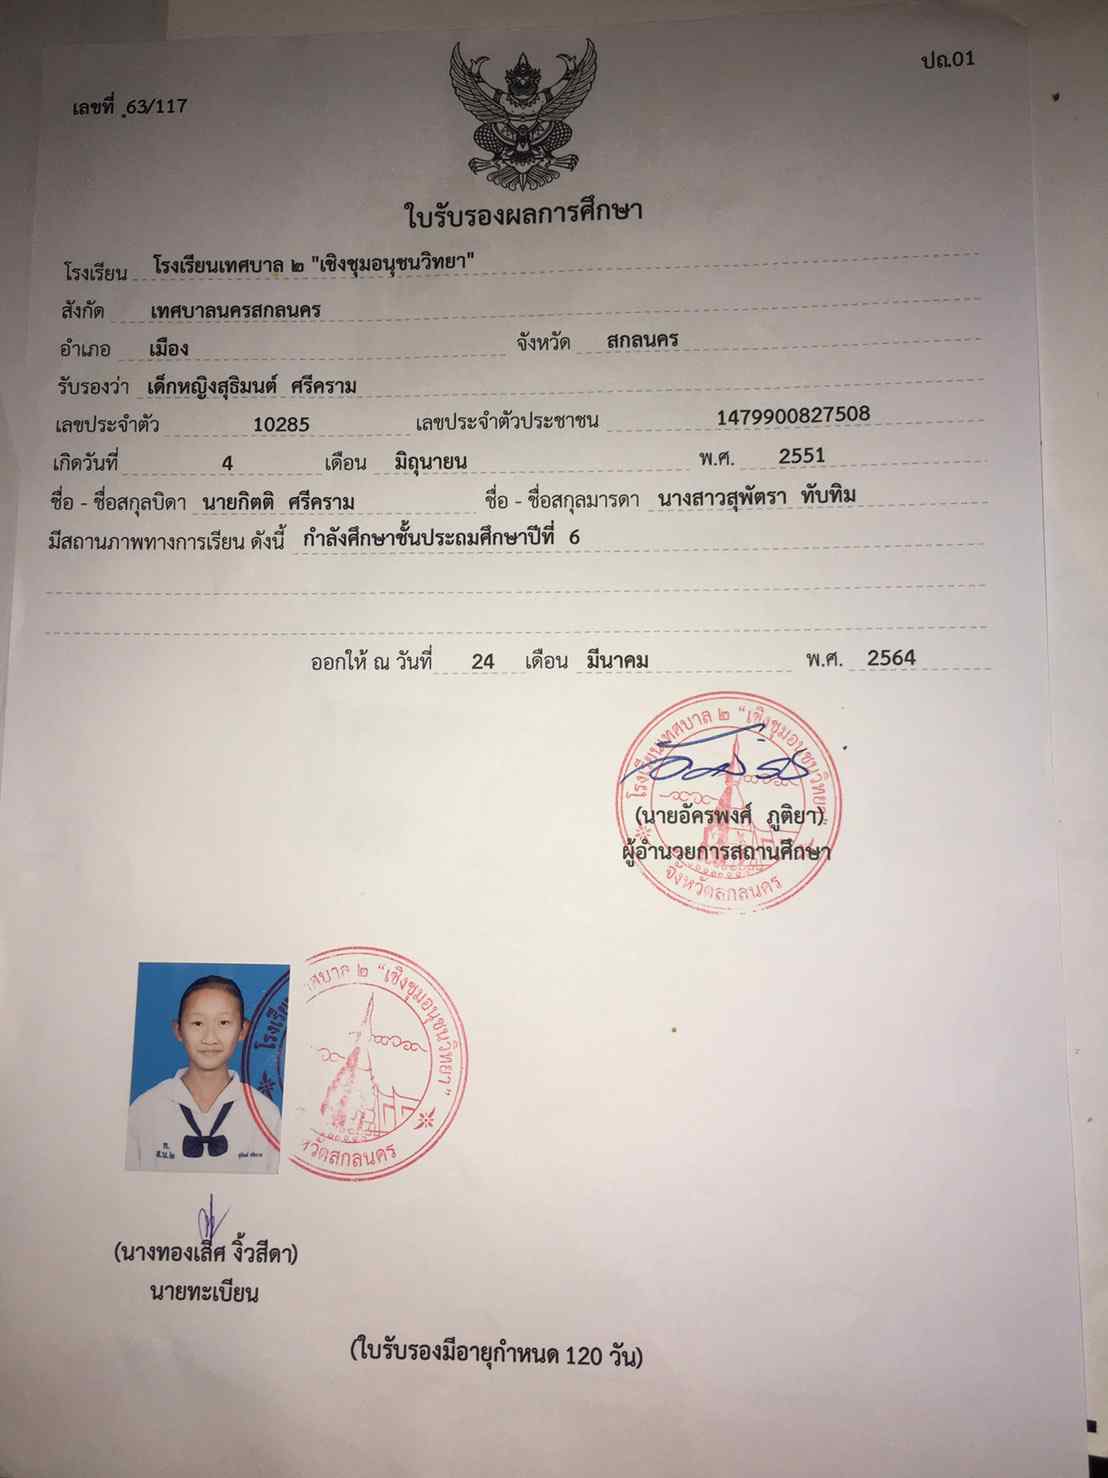 ปถ.01
เลขที่ 63/117
ใบรับรองผลการศึกษา
โรงเรียน โรงเรียนเทศบาล ๒ "เชิงชุมอนุชนวิทยา"
สังกัด เทศบาลนครสกลนคร
อำเภอ เมือง จังหวัด สกลนคร
รับรองว่า เด็กหญิงสุธิมนต์ ศรีคราม
เลขประจำตัว 10285 เลขประจำตัวประชาชน 1479900827508
เกิดวันที่ 4 เดือน มิถุนายน พ.ศ. 2551
ชื่อ - ชื่อสกุลบิดา นายกิตติ ศรีคราม ชื่อ - ชื่อสกุลมารดา นางสาวสุพัตรา ทับทิม
มีสถานภาพทางการเรียน ดังนี้ กำลังศึกษาชั้นประถมศึกษาปีที่ 6
ออกให้ ณ วันที่ 24 เดือน มีนาคม พ.ศ. 2564
โรงเรียนเทศบาล ๒ "เชิงชุมอนุชนวิทยา"
(นายอัครพงศ์ ภูติยา)
ผู้อำนวยการสถานศึกษา
จังหวัดสกลนคร
โรงเรียน
เทศบาล ๒ "เชิงชุมอนุชนวิทยา"
ท.
ส.น.๒
จังหวัดสกลนคร
(นางทองเลิศ งิ้วสีดา)
นายทะเบียน
(ใบรับรองมีอายุกำหนด 120 วัน)